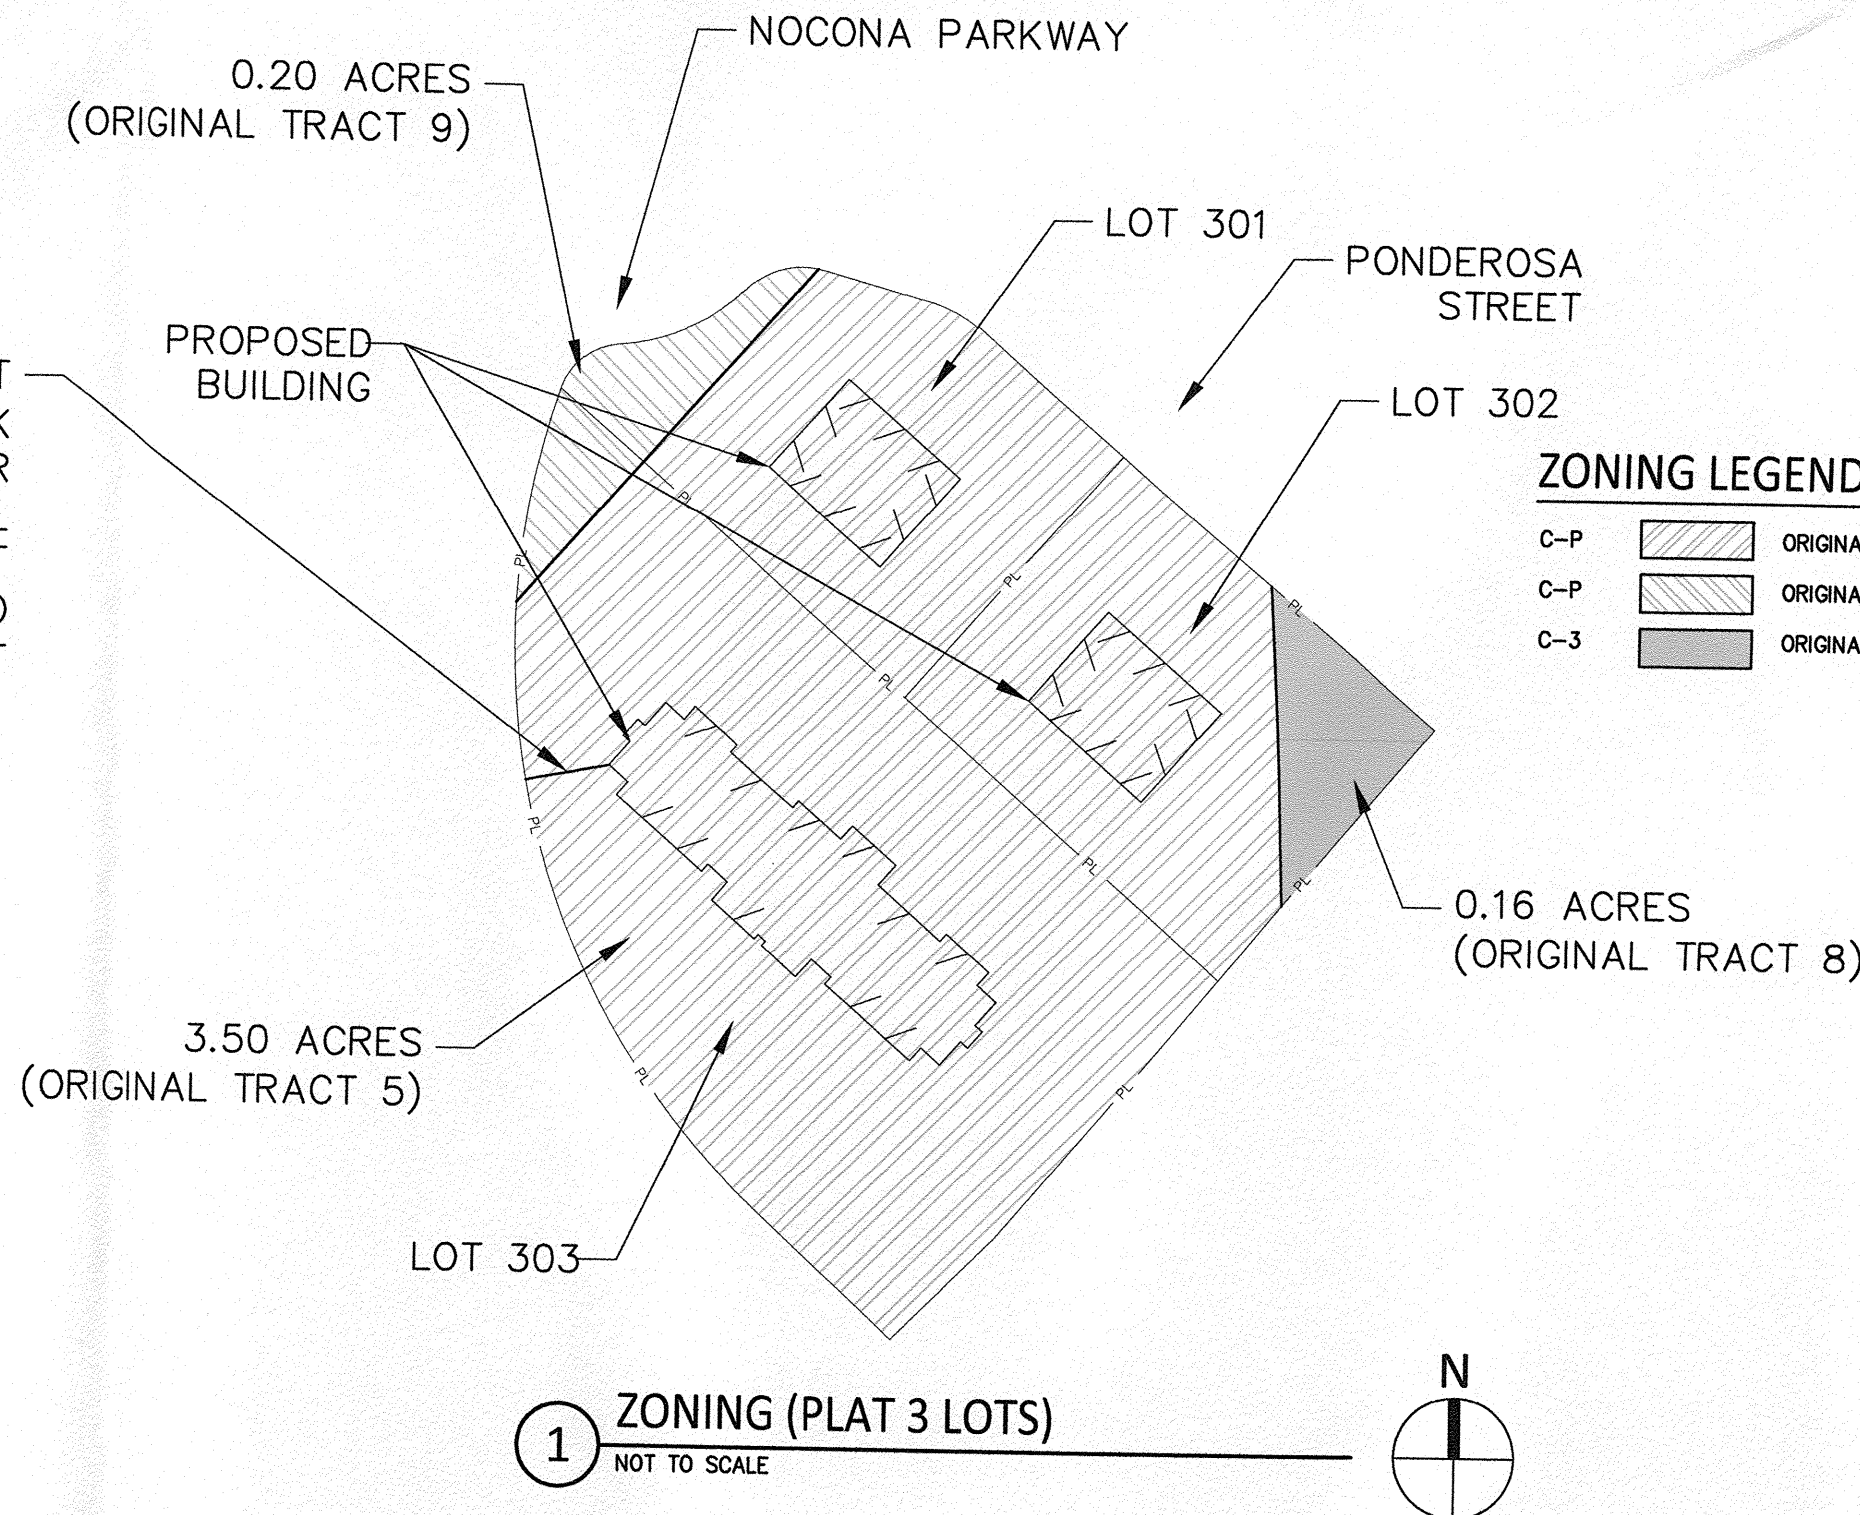 NOCONA PARKWAY
0.20 ACRES
(ORIGINAL TRACT 9)
LOT 301
PONDEROSA
STREET
PROPOSED
BUILDING
T
K
R
LOT 302
ZONING LEGEND
C-P ORIGINA
C-P ORIGINA
C-3 ORIGINA
PL
PL
PL
PL
PL
PL
PL
PL
PL
PL
0.16 ACRES
(ORIGINAL TRACT 8)
3.50 ACRES
(ORIGINAL TRACT 5)
LOT 303
N
1
ZONING (PLAT 3 LOTS)
NOT TO SCALE